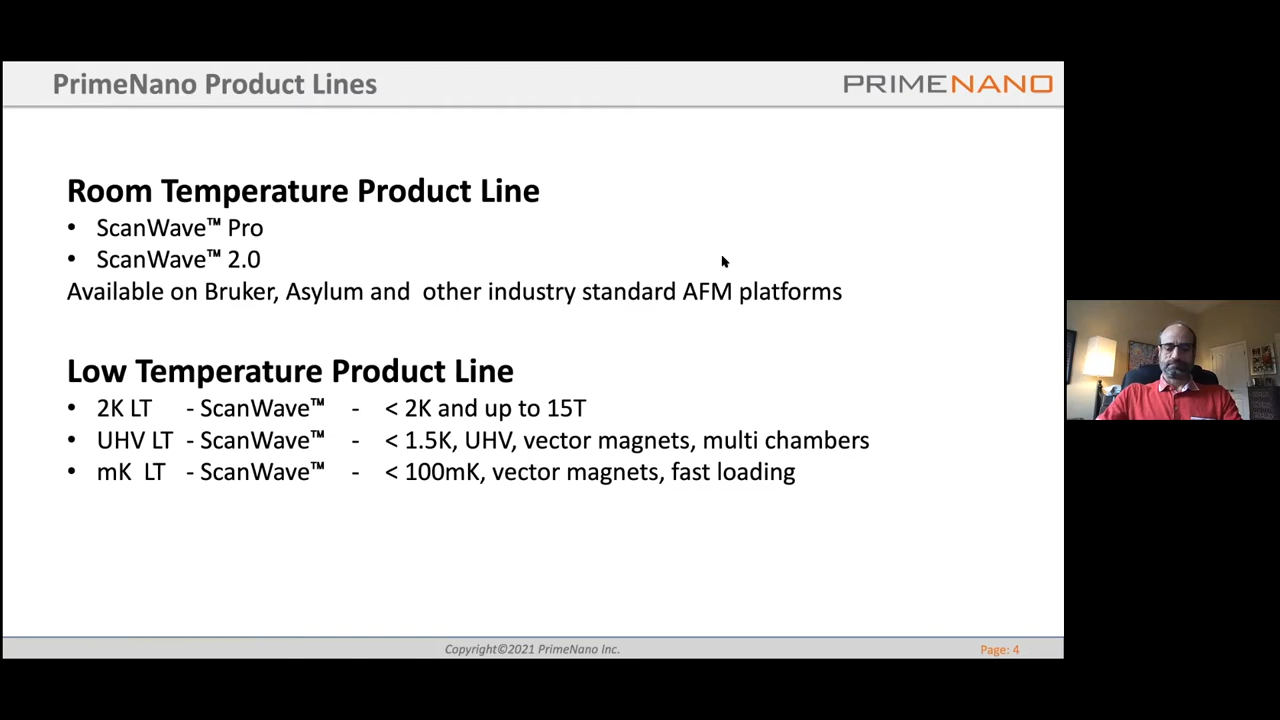 PrimeNano Product Lines
PRIMENANO
Room Temperature Product Line
• ScanWave™ Pro
• ScanWave™ 2.0
Available on Bruker, Asylum and other industry standard AFM platforms
Low Temperature Product Line
• 2K LT - ScanWave™ - < 2K and up to 15T
• UHV LT - ScanWave™ - < 1.5K, UHV, vector magnets, multi chambers
• mK LT - ScanWave™ - < 100mK, vector magnets, fast loading
Copyright©2021 PrimeNano Inc.
Page: 4